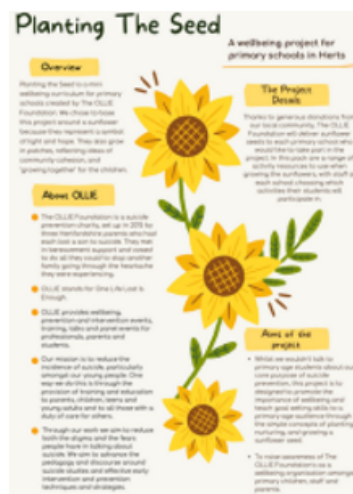 Planting The Seed
A wellbeing project for
primary schools in Herts
Overview
Planting the Seed is a mini
wellbeing curriculum for primary
schools created by The OLLIE
Foundation. We chose to base
this project around a sunflower
because they represent a symbol
of light and hope. They also grow
in patches, reflecting ideas of
community cohesion, and
'growing together' for the children.
The Project
Details
Thanks to generous donations from
our local community, The OLLIE
Foundation will deliver sunflower
seeds to each primary school who
would like to take part in the
project. In this pack are a range of
activity resources to use when
growing the sunflowers, with staff at
each school choosing which
activities their students will
participate in.
About OLLIE
The OLLIE Foundation is a suicide
prevention charity, set up in 2015 by
three Hertfordshire parents who had
each lost a son to suicide. They met
in bereavement support and vowed
to do all they could to stop another
family going through the heartache
they were experiencing.
OLLIE stands for One Life Lost is
Enough.
OLLIE provides wellbeing,
prevention and intervention events,
training, talks and panel events for
professionals, parents and
students.
Our mission is to reduce the
incidence of suicide, particularly
amongst our young people. One
way we do this is through the
provision of training and education
to parents, children, teens and
young adults and to all those with a
duty of care for others.
Through our work we aim to reduce
both the stigma and the fears
people have in talking about
suicide. We aim to advance the
pedagogy and discourse around
suicide studies and effective early
intervention and prevention
techniques and strategies.
Aims of the
project
Whilst we wouldn't talk to
primary age students about our
core purpose of suicide
prevention, this project is to
designed to promote the
importance of wellbeing and
teach goal setting skills to a
primary age audience through
the simple concepts of planting,
nurturing, and growing a
sunflower seed.
To raise awareness of The
OLLIE Foundation as a
wellbeing organisation amongst
primary children, staff and
parents.